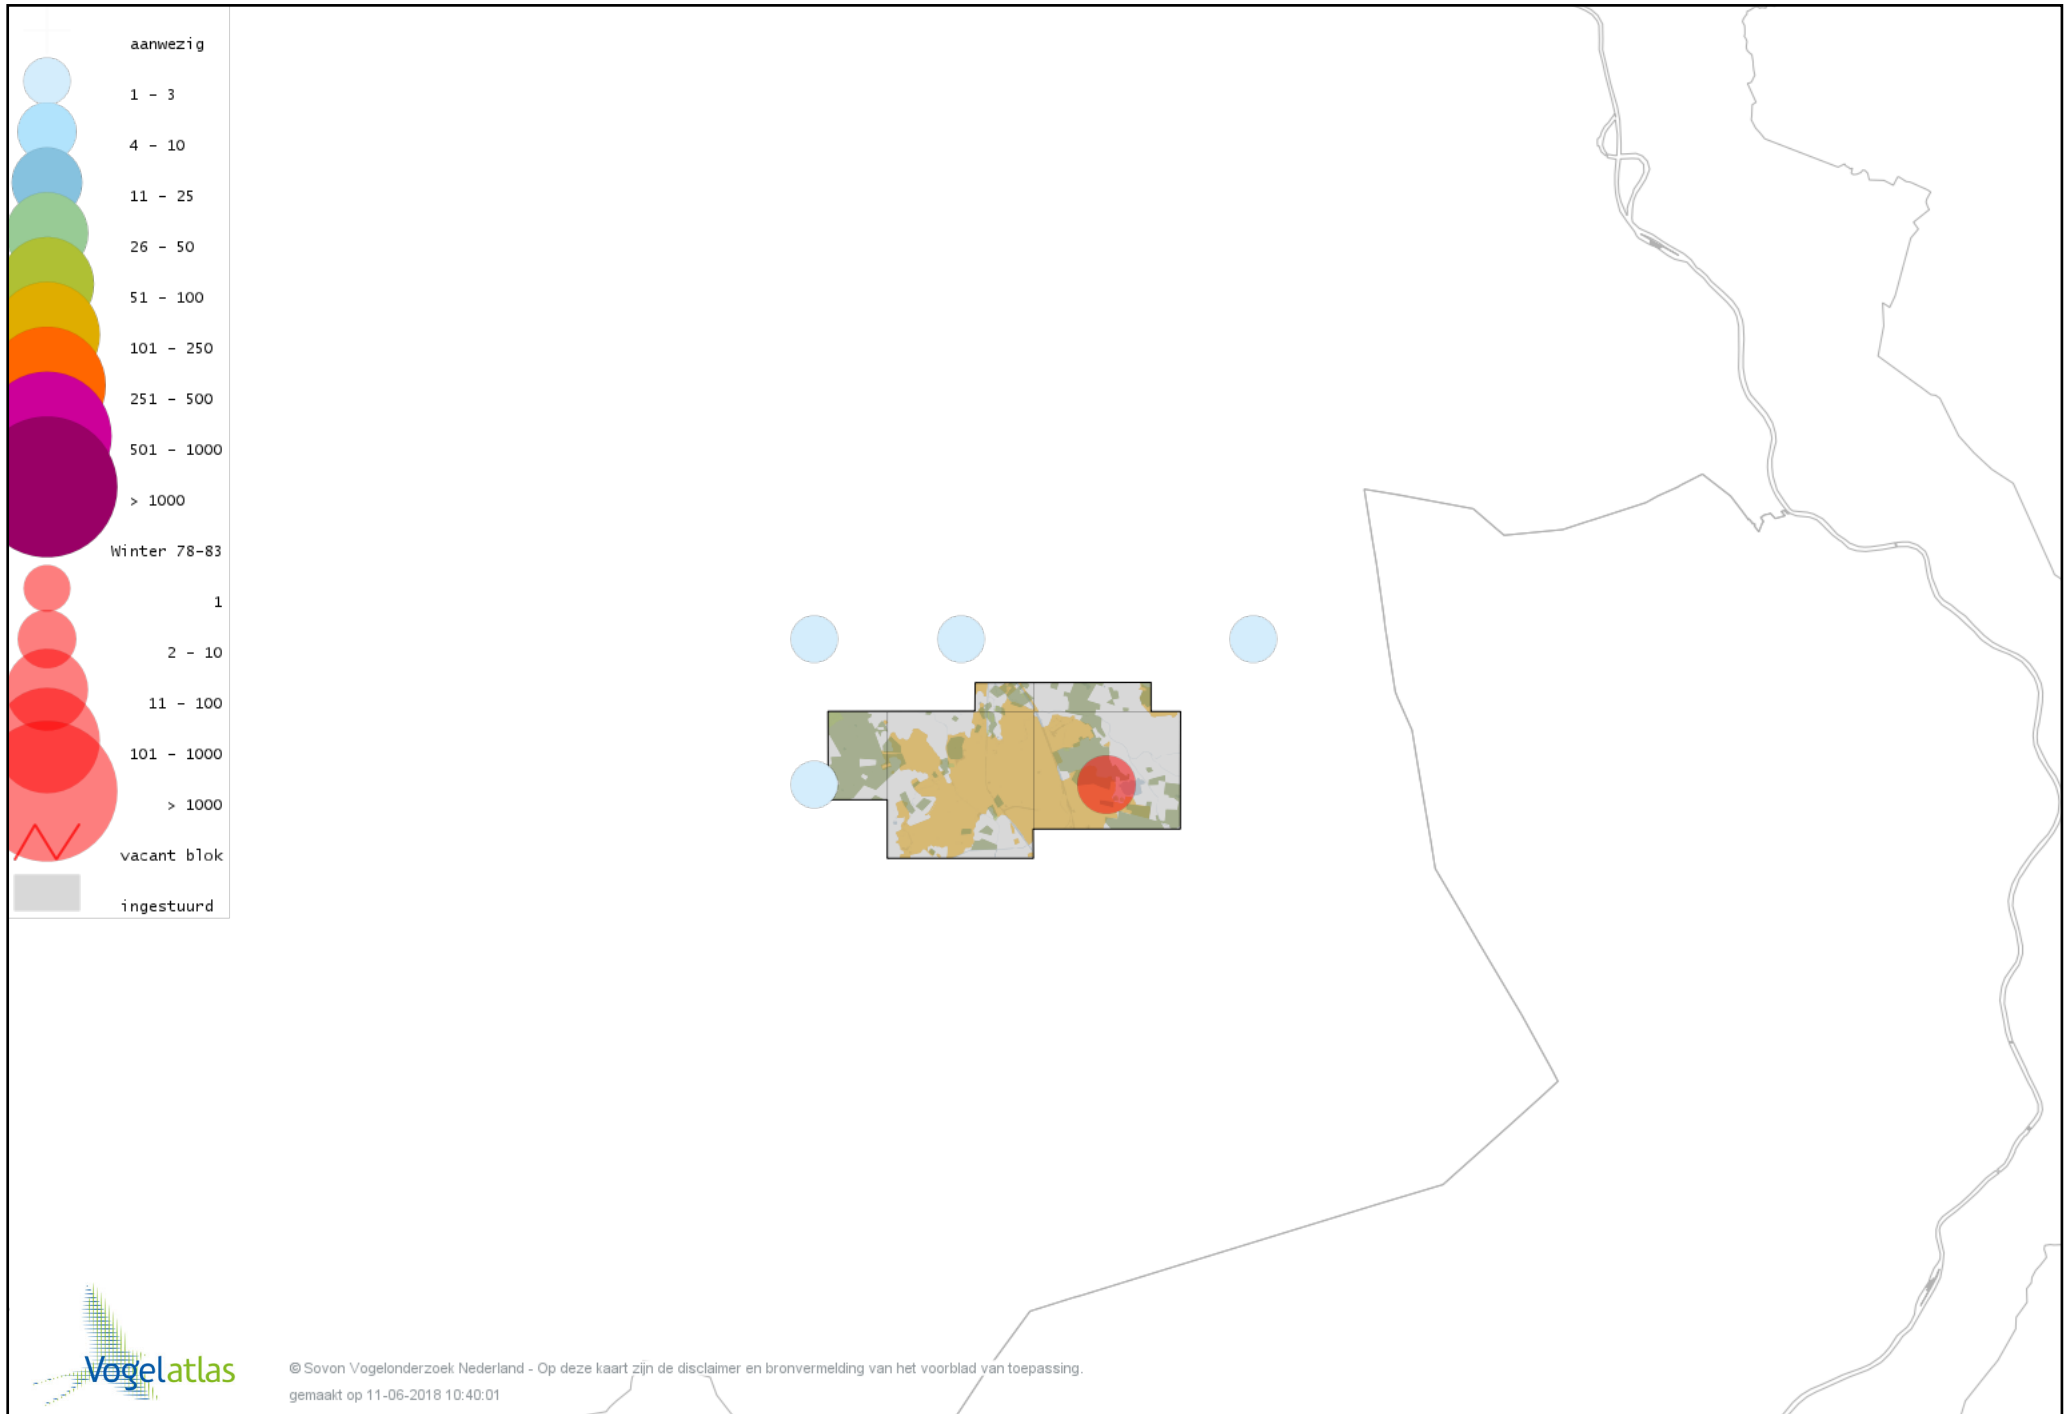 aanwezig
1 - 3
4 - 10
11 - 25
26 - 50
51 - 100
101 - 250
251 - 500
501 - 1000
> 1000
Winter 78-83
1
2 - 10
11 - 100
101 - 1000
> 1000
vacant blok
ingestuurd
Vogelatlas
© Sovon Vogelonderzoek Nederland - Op deze kaart zijn de disclaimer en bronvermelding van het voorblad van toepassing.
gemaakt op 11-06-2018 10:40:01